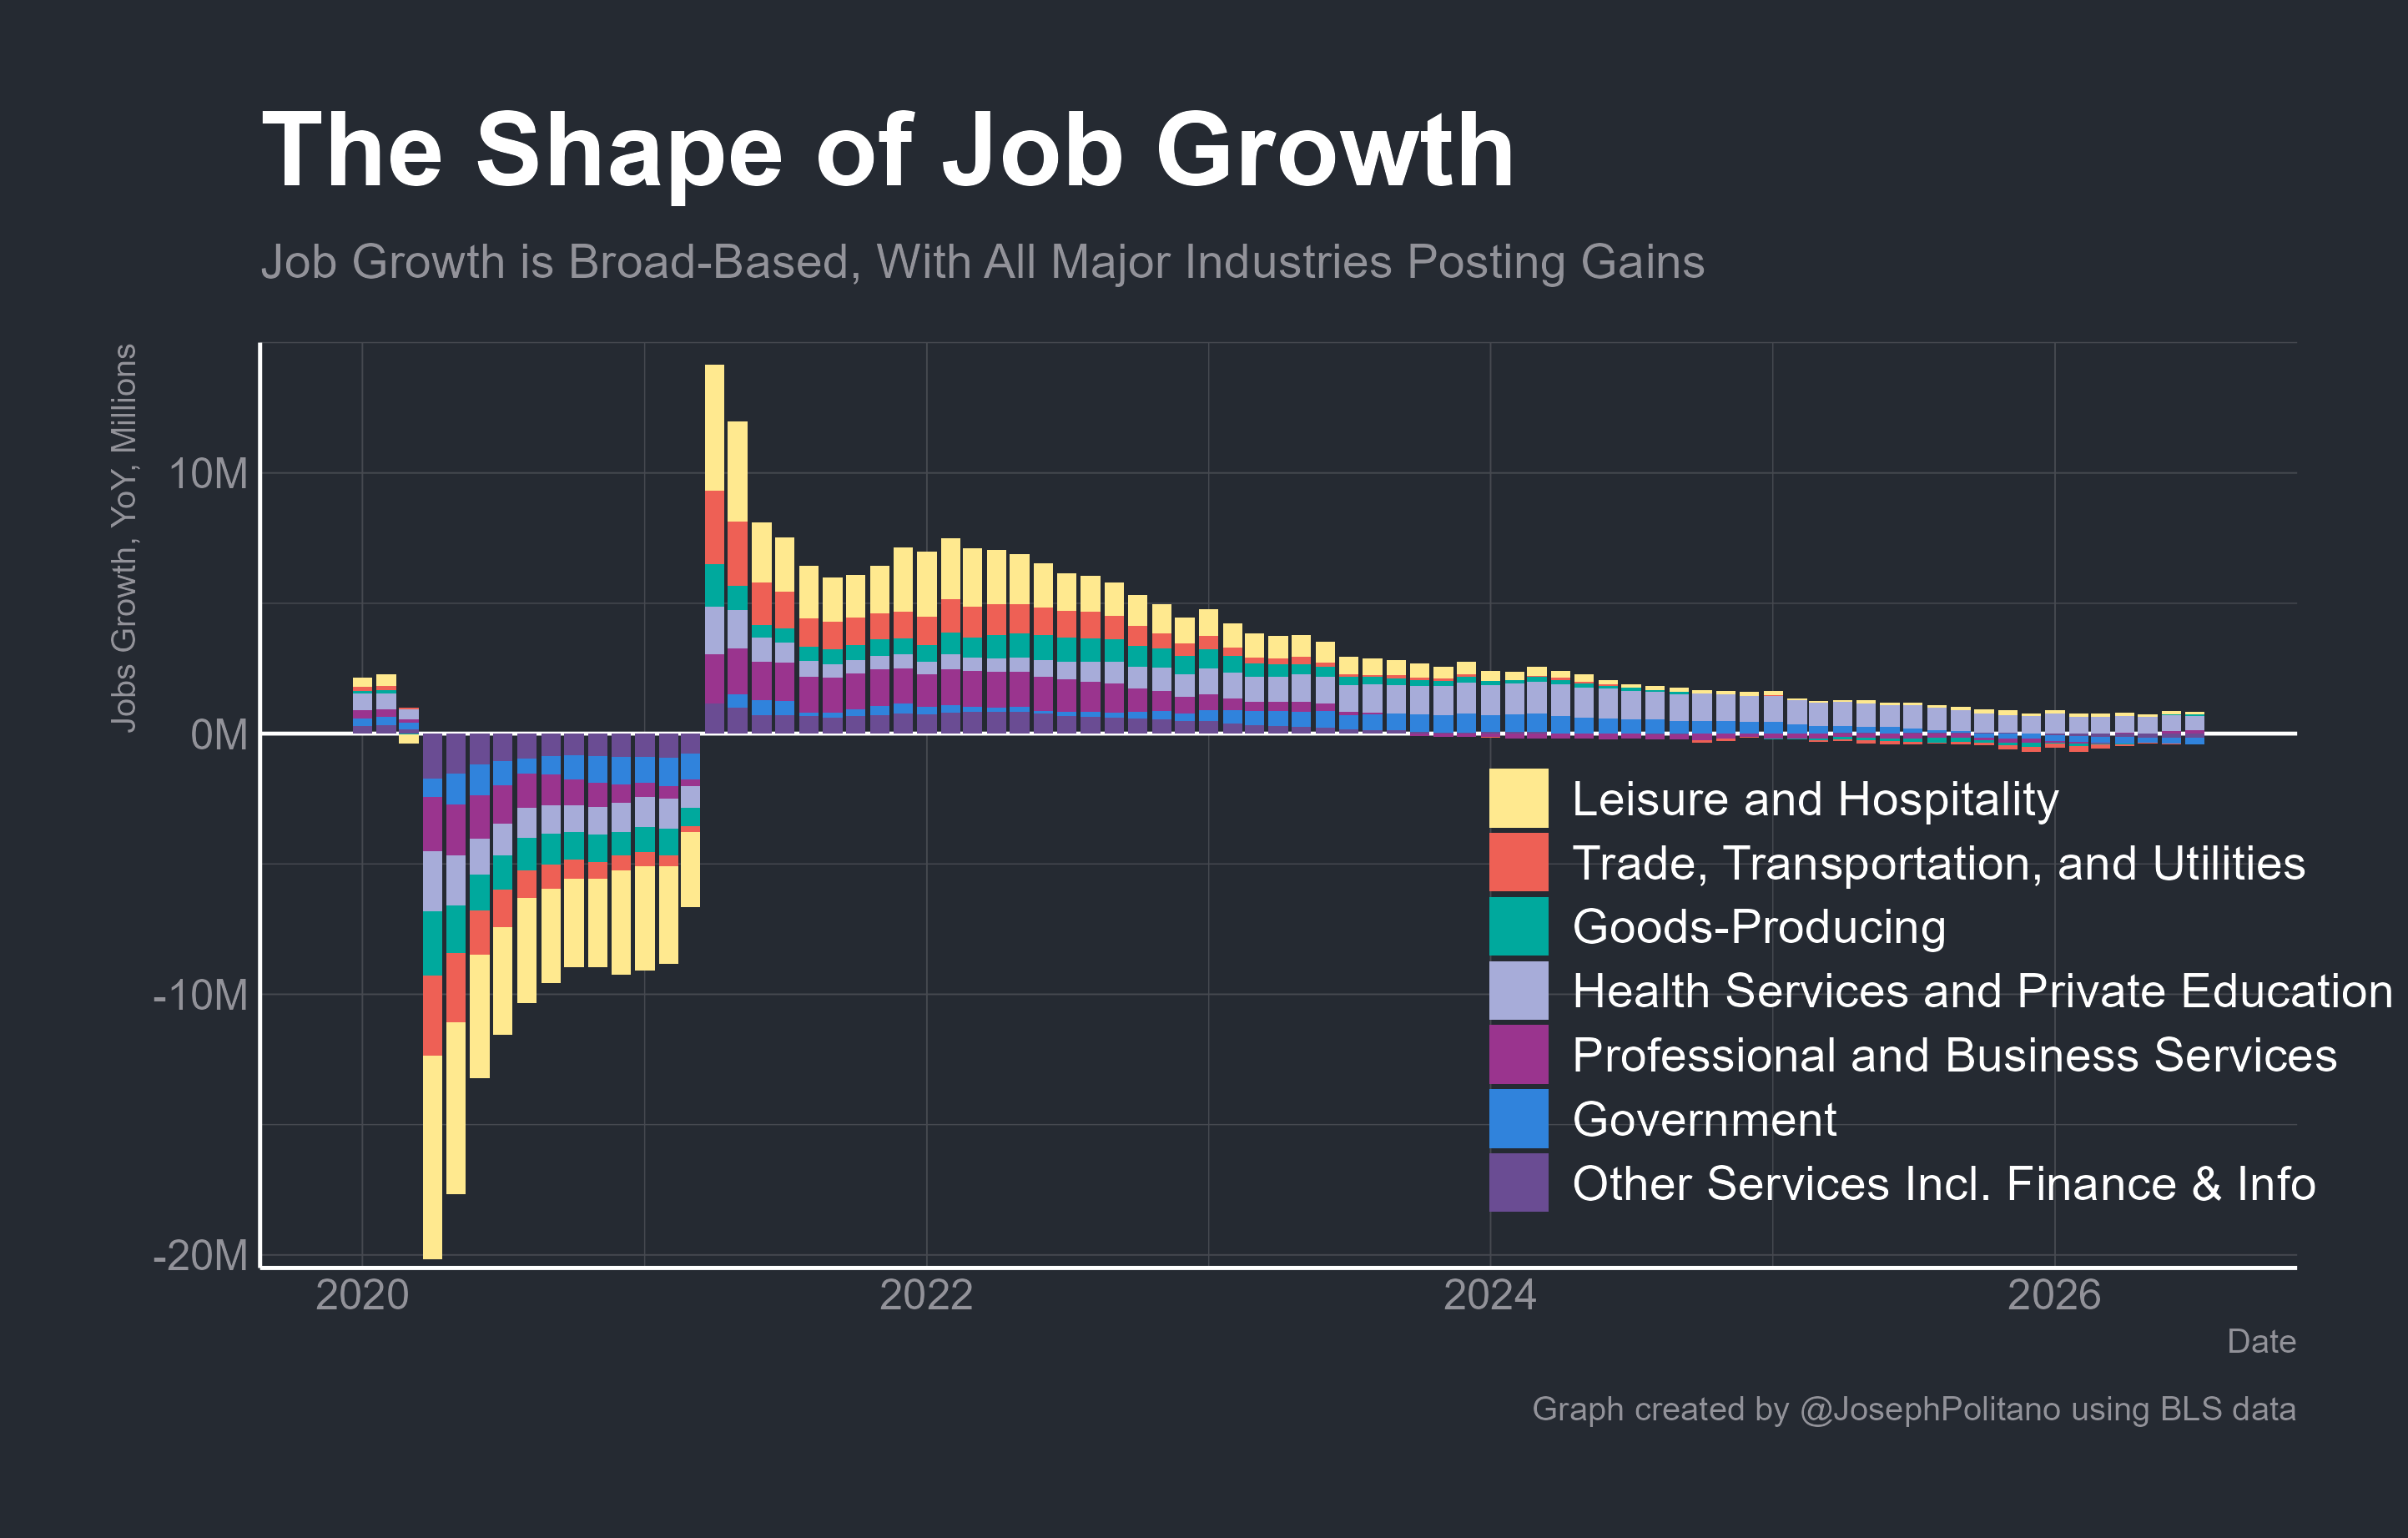 The Shape of Job Growth
Job Growth is Broad-Based, With All Major Industries Posting Gains
Jobs Growth, YoY, Millions
10M
0M
-10M
-20M
Leisure and Hospitality
Trade, Transportation, and Utilities
Goods-Producing
Health Services and Private Education
Professional and Business Services
Government
Other Services Incl. Finance & Info
2020
2022
2024
2026
Date
Graph created by @JosephPolitano using BLS data